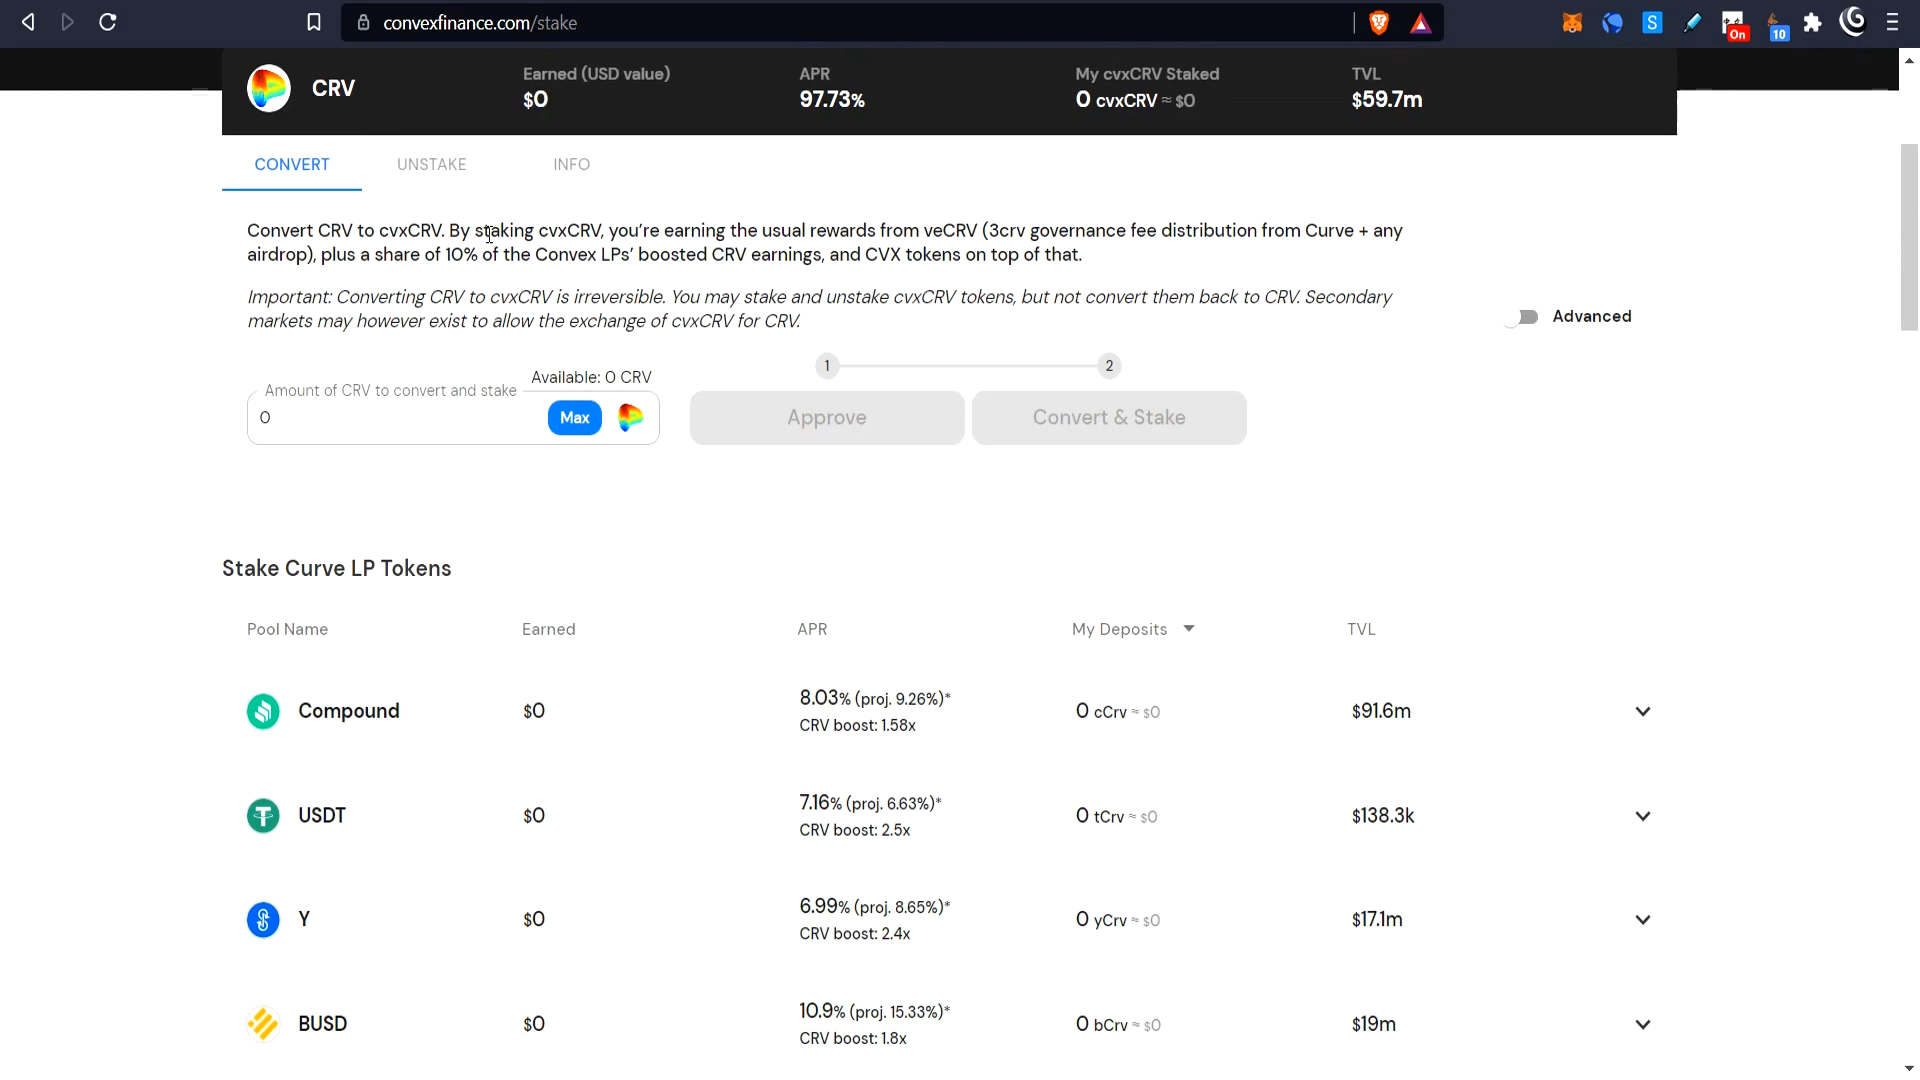 convexfinance.com/stake
On
10
CRV
Earned (USD value)
$0
APR
97.73%
My cvxCRV Staked
0 cvxCRV ≈ $0
TVL
$59.7m
CONVERT
UNSTAKE
INFO
Convert CRV to cvxCRV. By staking cvxCRV, you're earning the usual rewards from veCRV (3crv governance fee distribution from Curve + any
airdrop), plus a share of 10% of the Convex LPs' boosted CRV earnings, and CVX tokens on top of that.
Important: Converting CRV to cvxCRV is irreversible. You may stake and unstake cvxCRV tokens, but not convert them back to CRV. Secondary
markets may however exist to allow the exchange of cvxCRV for CRV.
Advanced
Available: 0 CRV
Amount of CRV to convert and stake
0
Max
1
2
Approve
Convert & Stake
Stake Curve LP Tokens
Pool Name
Earned
APR
My Deposits
TVL
Compound
$0
8.03% (proj. 9.26%)*
CRV boost: 1.58x
0 cCrv ≈ $0
$91.6m
USDT
$0
7.16% (proj. 6.63%)*
CRV boost: 2.5x
0 tCrv ≈ $0
$138.3k
Y
$0
6.99% (proj. 8.65%)*
CRV boost: 2.4x
0 yCrv ≈ $0
$17.1m
BUSD
$0
10.9% (proj. 15.33%)*
CRV boost: 1.8x
0 bCrv ≈ $0
$19m